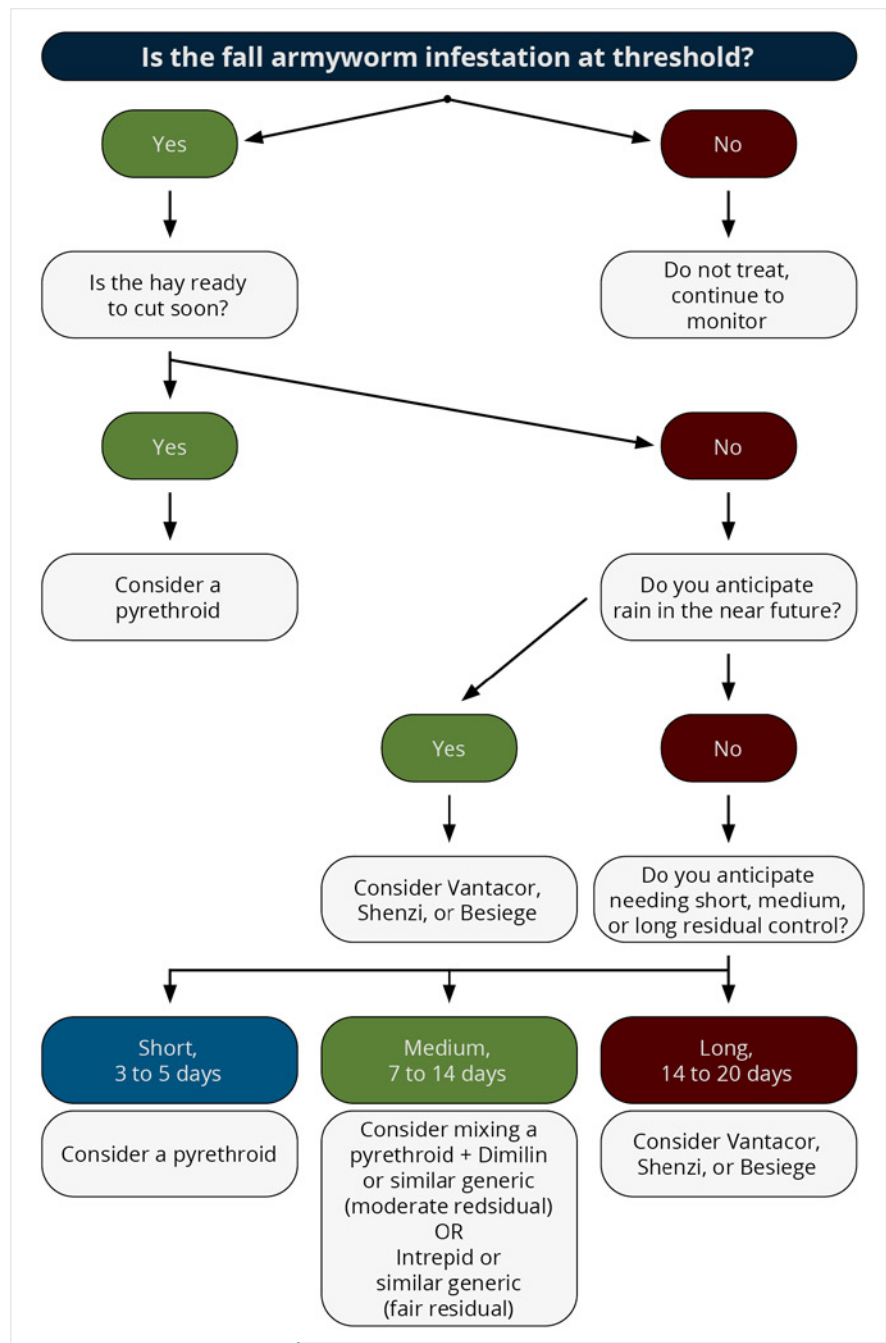 Is the fall armyworm infestation at threshold?
Yes
No
Is the hay ready
to cut soon?
Do not treat,
continue to
monitor
Yes
No
Consider a
pyrethroid
Do you anticipate
rain in the near future?
Yes
No
Consider Vantacor,
Shenzi, or Besiege
Do you anticipate
needing short, medium,
or long residual control?
Short,
3 to 5 days
Medium,
7 to 14 days
Long,
14 to 20 days
Consider a pyrethroid
Consider mixing a
pyrethroid + Dimilin
or similar generic
(moderate redsidual)
OR
Intrepid or
similar generic
(fair residual)
Consider Vantacor,
Shenzi, or Besiege